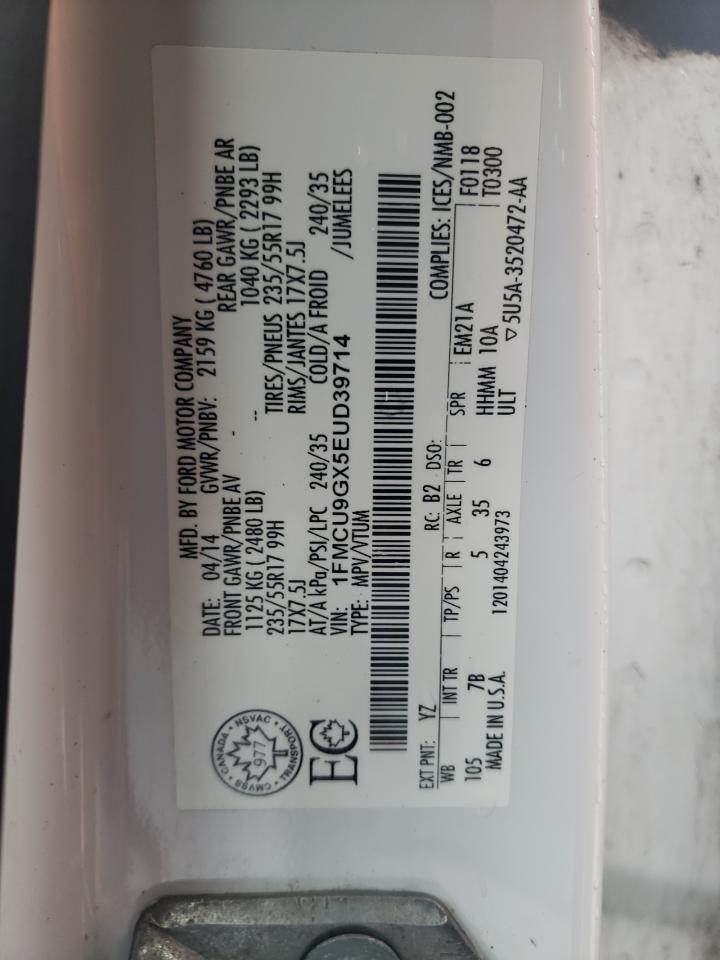 MFD. BY FORD MOTOR COMPANY
DATE: 04/14 GVWR/PNBV: 2159 KG ( 4760 LB)
FRONT GAWR/PNBE AV REAR GAWR/PNBE AR
1125 KG ( 2480 LB) -- 1040 KG ( 2293 LB)
235/55R17 99H TIRES/PNEUS 235/55R17 99H
17X7.5J RIMS/JANTES 17X7.5J
AT/A kPa/PSI/LPC 240/35 COLD/A FROID 240/35
VIN: 1FMCU9GX5EUD39714 /JUMELEES
TYPE: MPV/VTUM
CANADA • NSVAC • TRANSPORT • CMVSS
977
EC
EXT PNT: YZ RC: B2 DSO: COMPLIES: ICES/NMB-002
WB INT TR TP/PS R AXLE TR SPR EM21A F0118
105 7B 5 35 6 HHMM 10A T0300
MADE IN U.S.A. 1201404243973 ULT ▽ 5U5A-3520472-AA